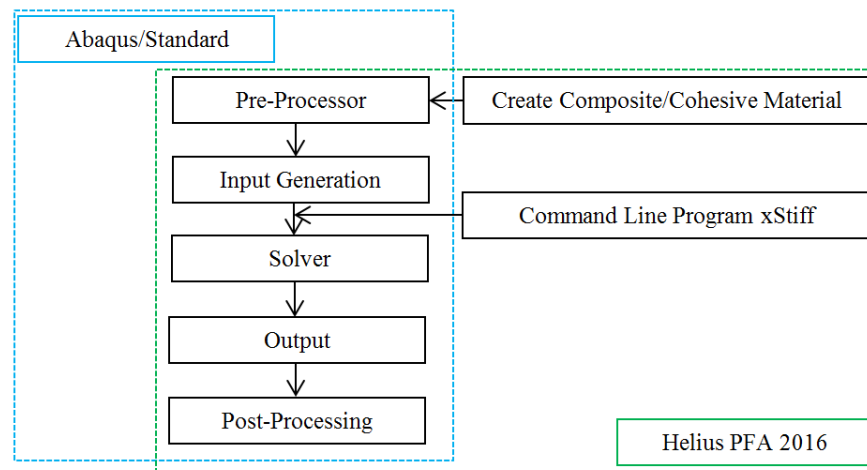 Abaqus/Standard
Pre-Processor
Create Composite/Cohesive Material
Input Generation
Command Line Program xStiff
Solver
Output
Post-Processing
Helius PFA 2016